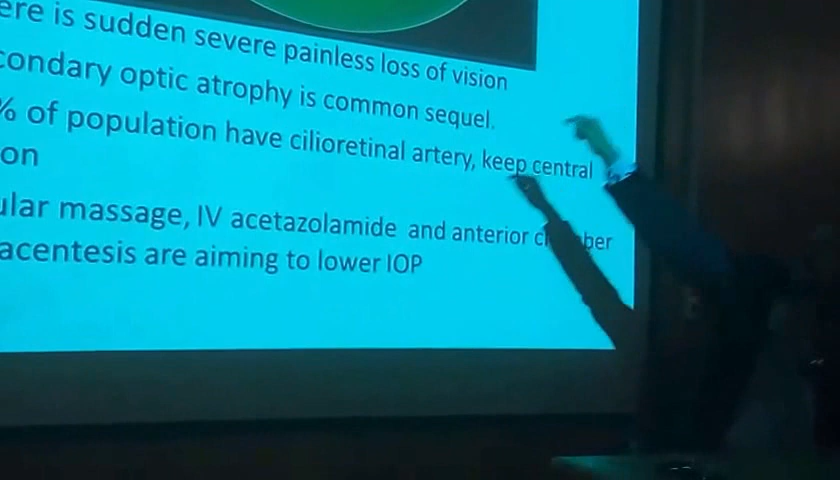 ere is sudden severe painless loss of vision
condary optic atrophy is common sequel.
% of population have cilioretinal artery, keep central
on
ular massage, IV acetazolamide and anterior ch ber
acentesis are aiming to lower IOP